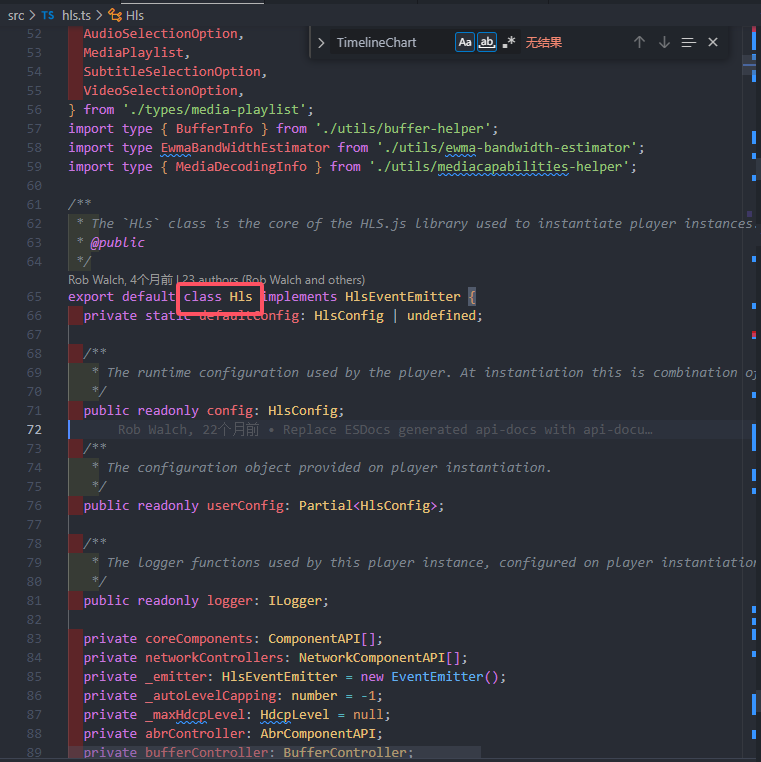 src > TS hls.ts > Hls
TimelineChart Aa ab .* 无结果
52 AudioSelectionOption,
53 MediaPlaylist,
54 SubtitleSelectionOption,
55 VideoSelectionOption,
56 } from './types/media-playlist';
57 import type { BufferInfo } from './utils/buffer-helper';
58 import type EwmaBandWidthEstimator from './utils/ewma-bandwidth-estimator';
59 import type { MediaDecodingInfo } from './utils/mediacapabilities-helper';
60
61 /**
62 * The `Hls` class is the core of the HLS.js library used to instantiate player instances.
63 * @public
64 */
Rob Walch, 4个月前 | 23 authors (Rob Walch and others)
65 export default class Hls implements HlsEventEmitter {
66 private static defaultConfig: HlsConfig | undefined;
67
68 /**
69 * The runtime configuration used by the player. At instantiation this is combination of
70 */
71 public readonly config: HlsConfig;
72 Rob Walch, 22个月前 • Replace ESDocs generated api-docs with api-docu…
73 /**
74 * The configuration object provided on player instantiation.
75 */
76 public readonly userConfig: Partial<HlsConfig>;
77
78 /**
79 * The logger functions used by this player instance, configured on player instantiation
80 */
81 public readonly logger: ILogger;
82
83 private coreComponents: ComponentAPI[];
84 private networkControllers: NetworkComponentAPI[];
85 private _emitter: HlsEventEmitter = new EventEmitter();
86 private _autoLevelCapping: number = -1;
87 private _maxHdcpLevel: HdcpLevel = null;
88 private abrController: AbrComponentAPI;
89 private bufferController: BufferController;